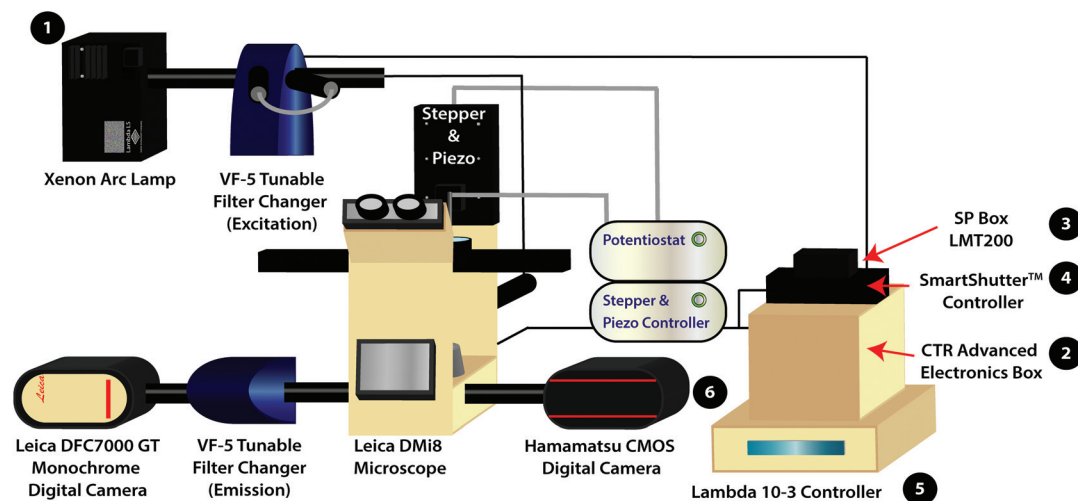 1
Lambda LS
Xenon Arc Lamp
VF-5 Tunable
Filter Changer
(Excitation)
Stepper
&
Piezo
Potentiostat
Stepper &
Piezo Controller
SP Box
LMT200
3
SmartShutter™
Controller
4
CTR Advanced
Electronics Box
2
Leica
Leica DFC7000 GT
Monochrome
Digital Camera
VF-5 Tunable
Filter Changer
(Emission)
Leica DMi8
Microscope
Hamamatsu CMOS
Digital Camera
6
Lambda 10-3 Controller
5